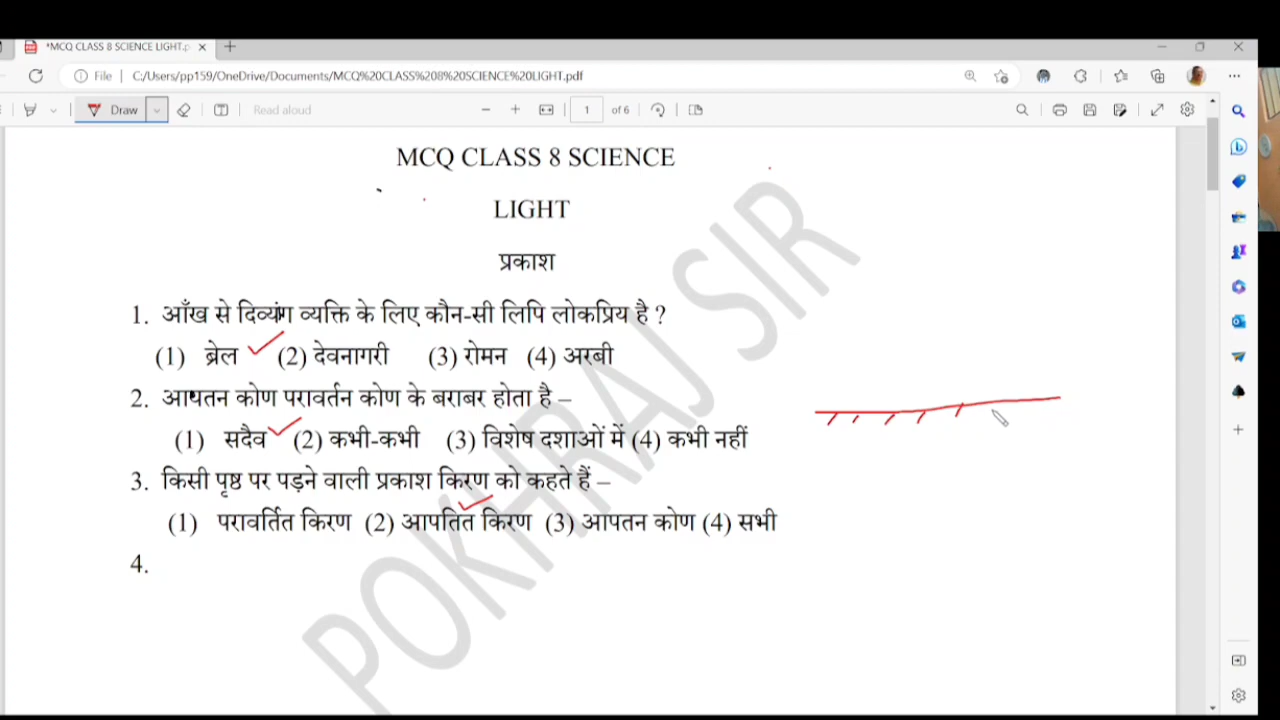 *MCQ CLASS 8 SCIENCE LIGHT.p
File | C:/Users/pp159/OneDrive/Documents/MCQ%20CLASS%208%20SCIENCE%20LIGHT.pdf
Draw Read aloud 1 of 6
MCQ CLASS 8 SCIENCE
LIGHT
प्रकाश
1. आँख से दिव्यांग व्यक्ति के लिए कौन-सी लिपि लोकप्रिय है ?
(1) ब्रेल (2) देवनागरी (3) रोमन (4) अरबी
2. आपतन कोण परावर्तन कोण के बराबर होता है –
(1) सदैव (2) कभी-कभी (3) विशेष दशाओं में (4) कभी नहीं
3. किसी पृष्ठ पर पड़ने वाली प्रकाश किरण को कहते हैं –
(1) परावर्तित किरण (2) आपतित किरण (3) आपतन कोण (4) सभी
4.
POKHRAJ SIR